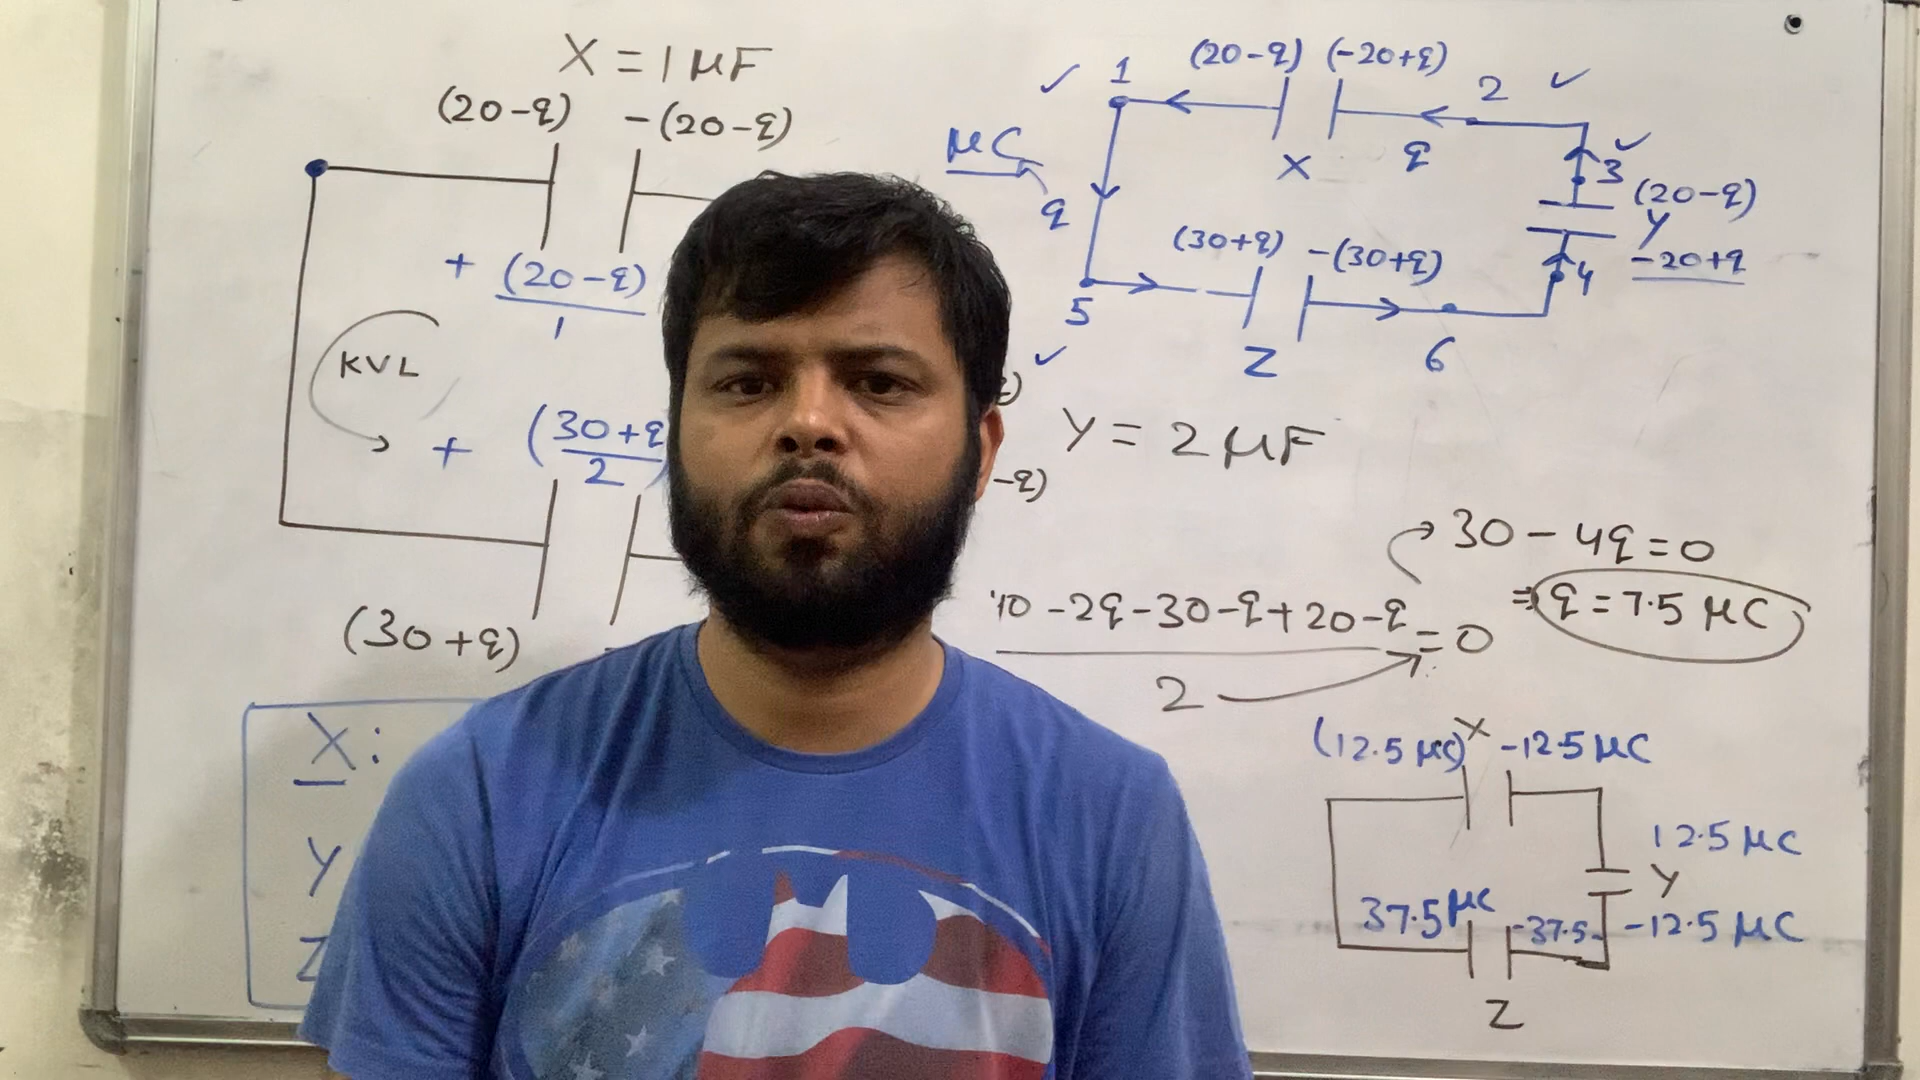 X = 1 μF
(20-q) -(20-q)
+ (20-q)
1
KVL
+ (30+q
2
(30+q)
X:
Y
Z
1 (20-q) (-20+q) 2
X q
μC
q
3 (20-q)
Y
-20+q
4
(30+q) -(30+q)
5 Z 6
-q)
Y = 2 μF
30 - 4q = 0
⇒ q = 7.5 μC
40 - 2q - 30 - q + 20 - q = 0
2
(12.5 μC) X -12.5 μC
12.5 μC
Y
37.5 μC -37.5 -12.5 μC
Z